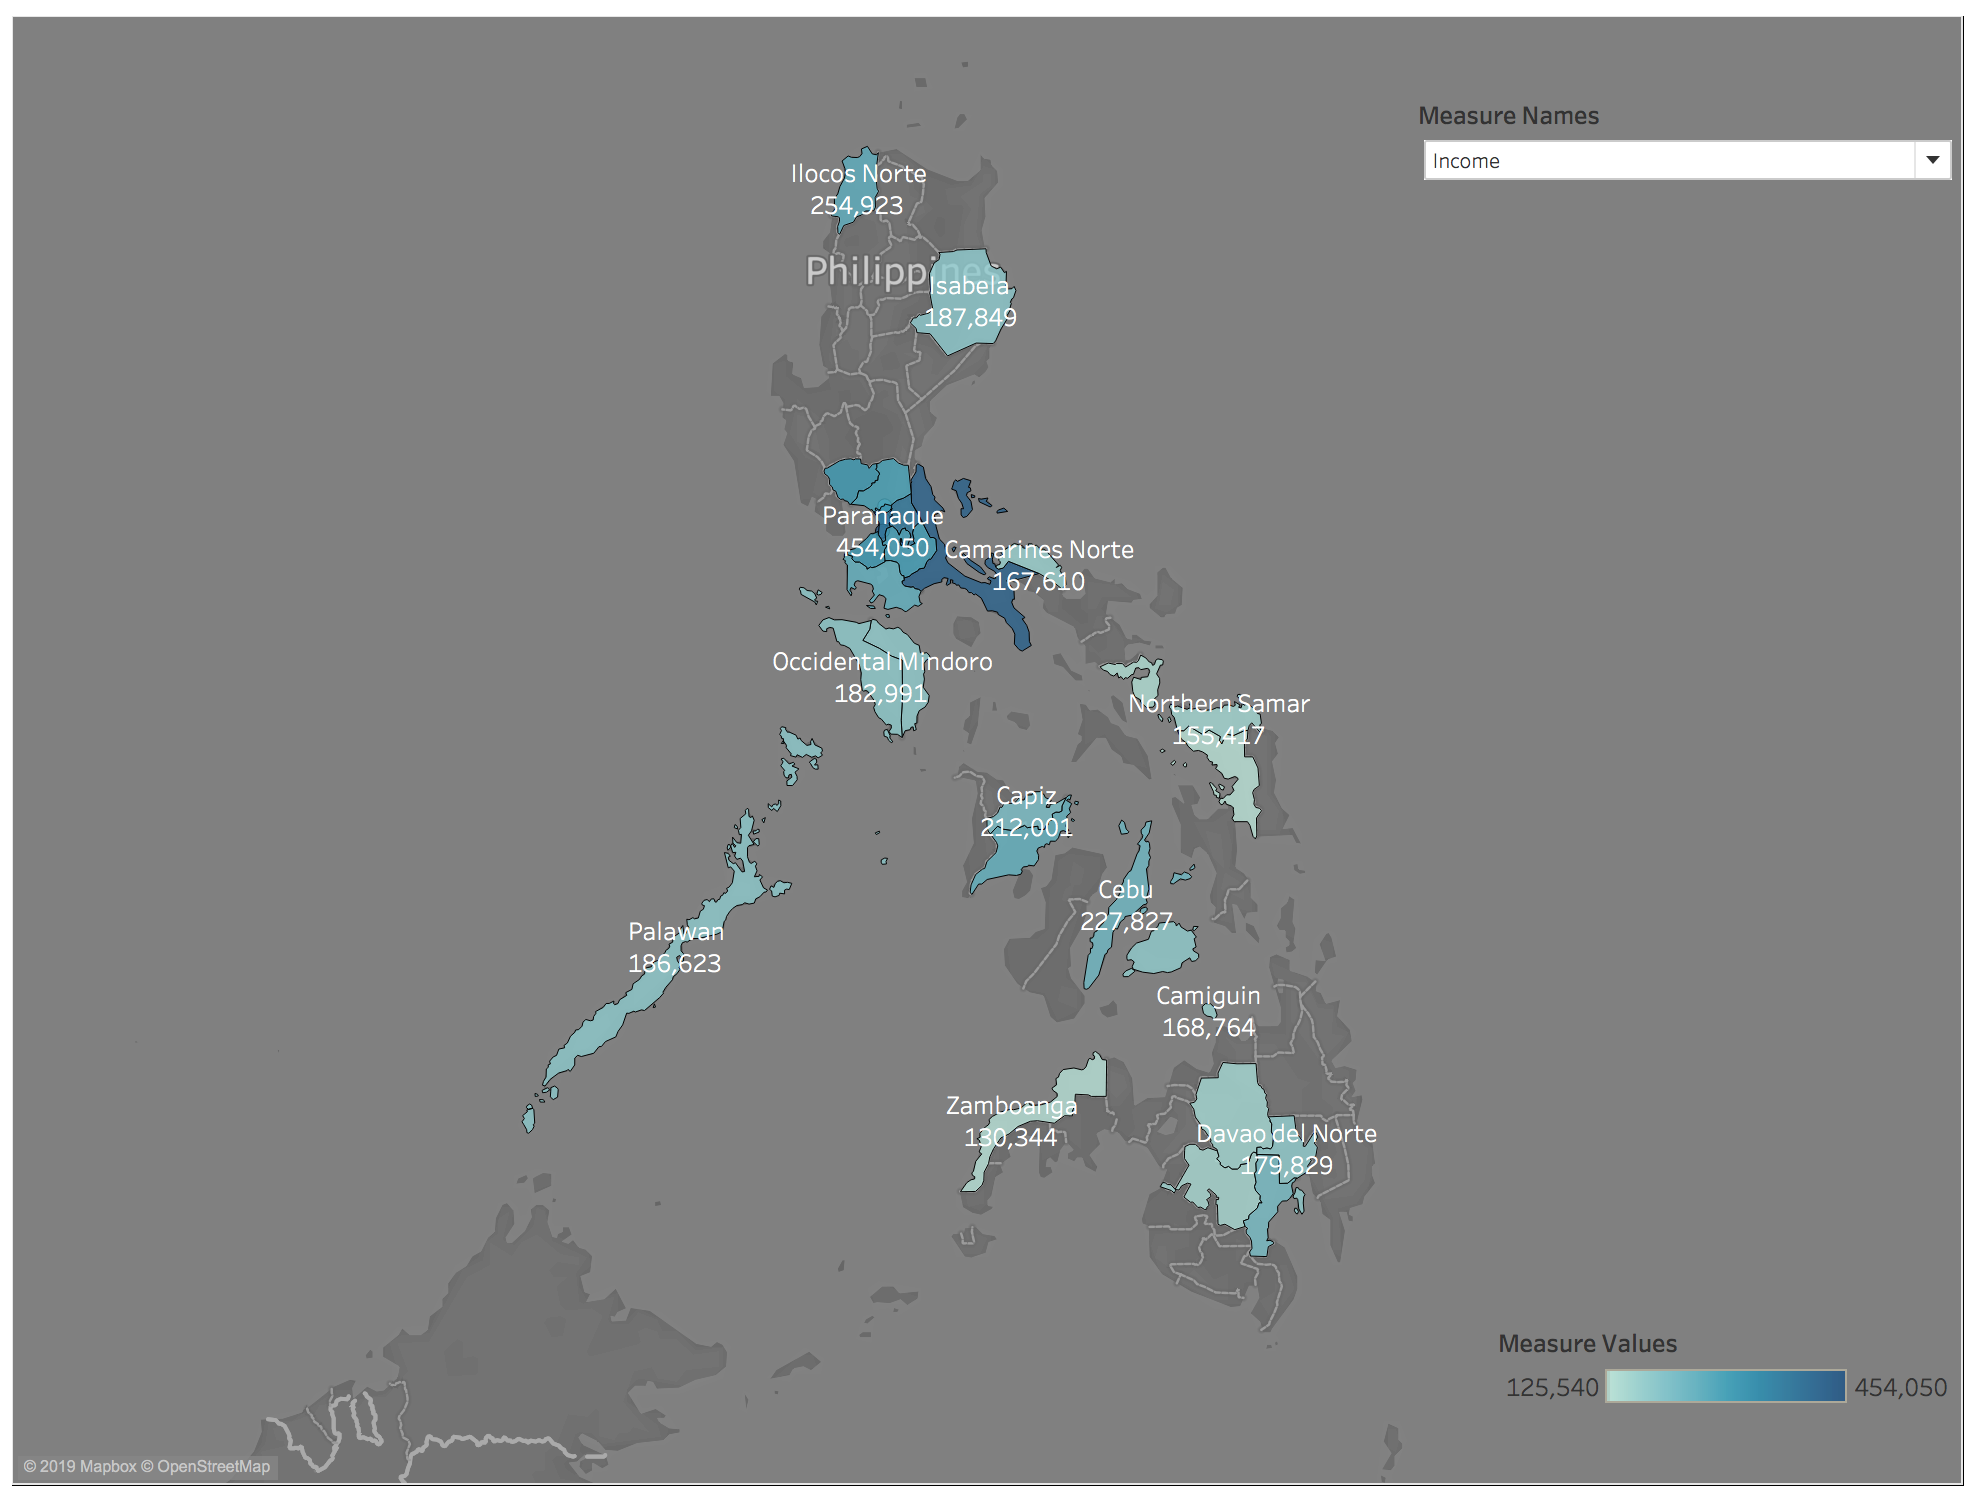 Measure Names
Income
Ilocos Norte
254,923
Philippines
Isabela
187,849
Paranaque
454,050
Camarines Norte
167,610
Occidental Mindoro
182,991
Northern Samar
155,417
Capiz
212,001
Cebu
227,827
Palawan
186,623
Camiguin
168,764
Zamboanga
130,344
Davao del Norte
179,829
Measure Values
125,540 454,050
© 2019 Mapbox © OpenStreetMap